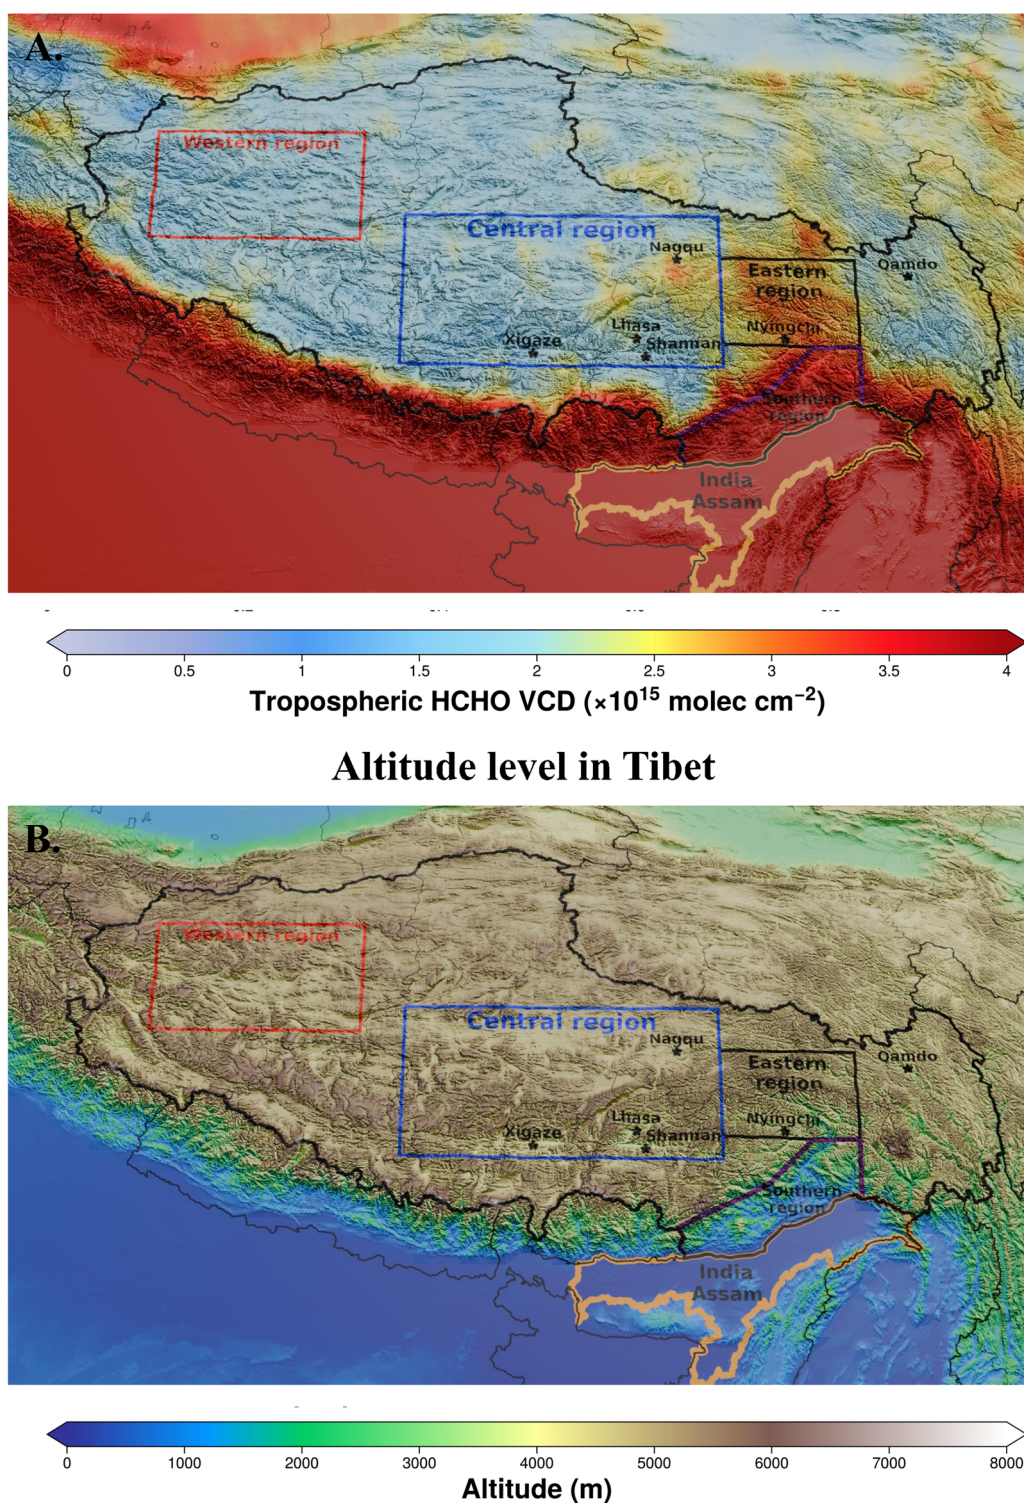 A.
Western region
Central region
Nagqu
Eastern
region
Qamdo
Lhasa
Nyingchi
Xigaze
Shannan
Southern
region
India
Assam
0 0.5 1 1.5 2 2.5 3 3.5 4
Tropospheric HCHO VCD (×10¹⁵ molec cm⁻²)
Altitude level in Tibet
B.
Western region
Central region
Nagqu
Eastern
region
Qamdo
Lhasa
Nyingchi
Xigaze
Shannan
Southern
region
India
Assam
0 1000 2000 3000 4000 5000 6000 7000 8000
Altitude (m)